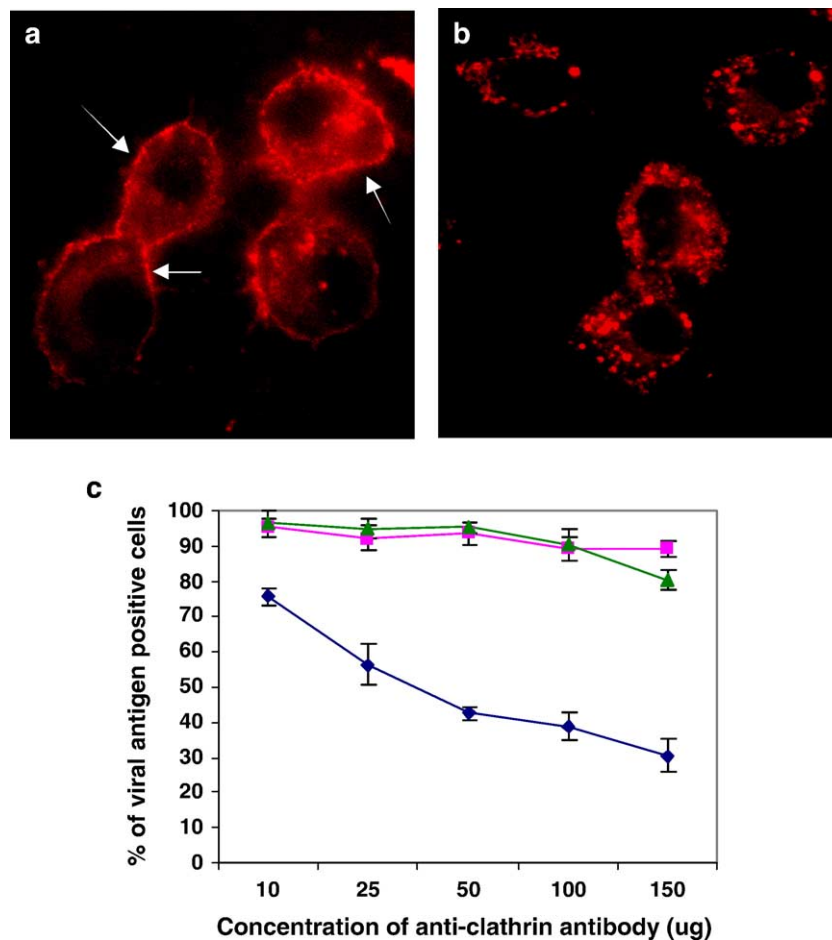 a
b
c
% of viral antigen positive cells
100
90
80
70
60
50
40
30
20
10
0
10 25 50 100 150
Concentration of anti-clathrin antibody (ug)